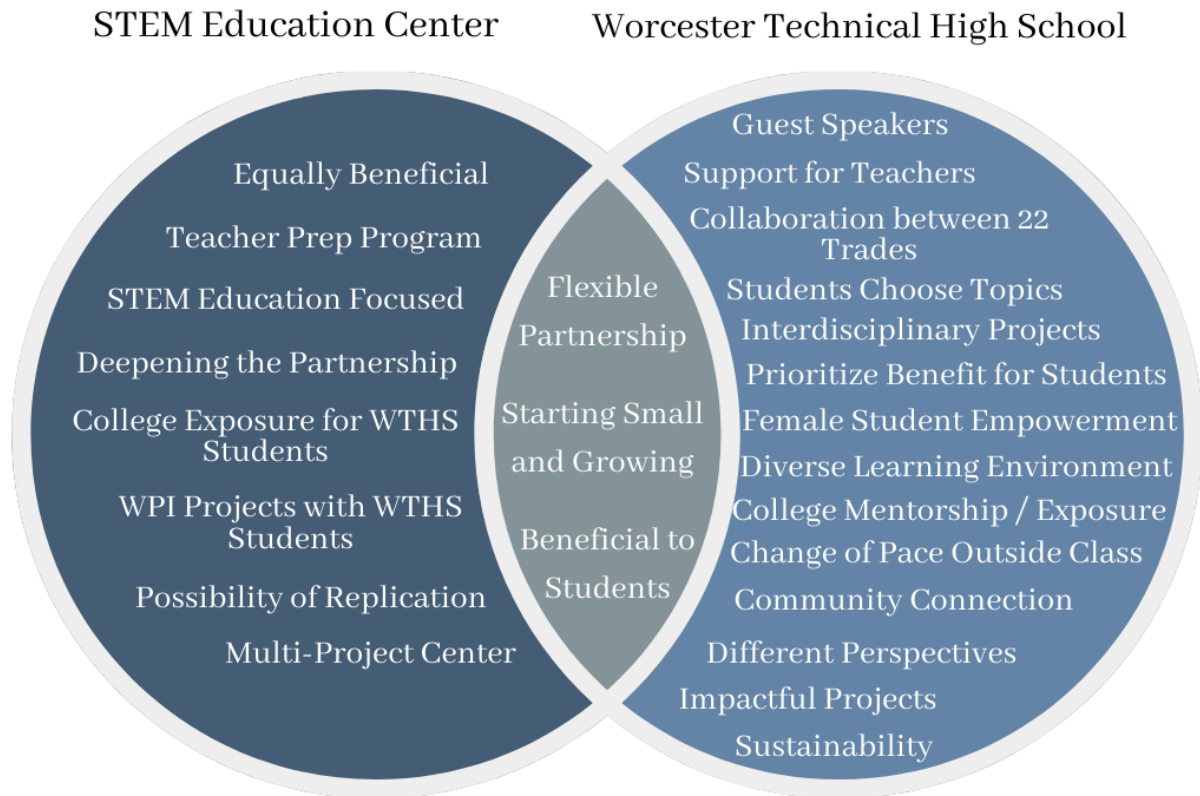 STEM Education Center
Worcester Technical High School
Equally Beneficial
Teacher Prep Program
STEM Education Focused
Deepening the Partnership
College Exposure for WTHS
Students
WPI Projects with WTHS
Students
Possibility of Replication
Multi-Project Center
Flexible
Partnership
Starting Small
and Growing
Beneficial to
Students
Guest Speakers
Support for Teachers
Collaboration between 22
Trades
Students Choose Topics
Interdisciplinary Projects
Prioritize Benefit for Students
Female Student Empowerment
Diverse Learning Environment
College Mentorship / Exposure
Change of Pace Outside Class
Community Connection
Different Perspectives
Impactful Projects
Sustainability